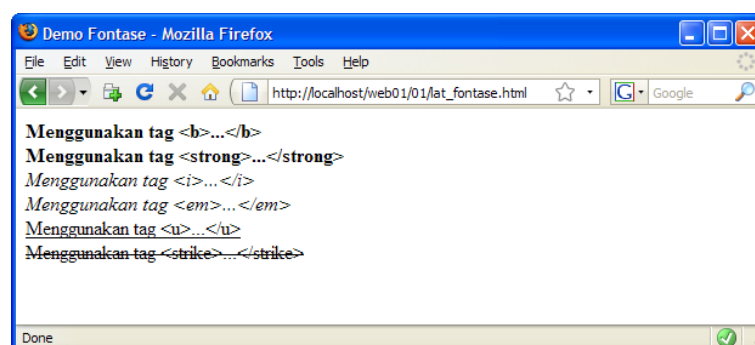 Demo Fontase - Mozilla Firefox
File Edit View History Bookmarks Tools Help
http://localhost/web01/01/lat_fontase.html G Google
Menggunakan tag <b>...</b>
Menggunakan tag <strong>...</strong>
Menggunakan tag <i>...</i>
Menggunakan tag <em>...</em>
Menggunakan tag <u>...</u>
Menggunakan tag <strike>...</strike>
Done